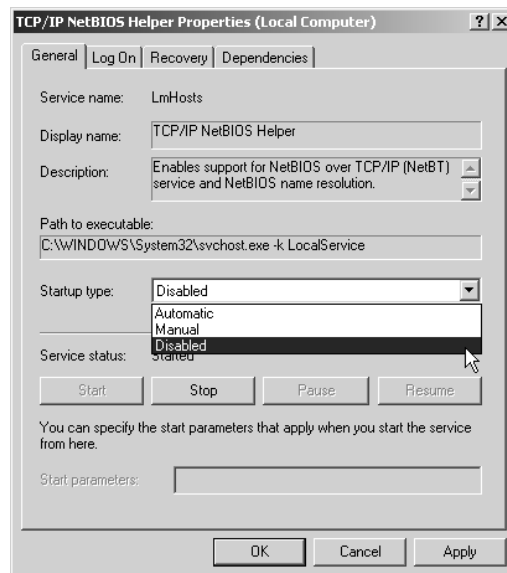 TCP/IP NetBIOS Helper Properties (Local Computer)
General Log On Recovery Dependencies
Service name: LmHosts
Display name: TCP/IP NetBIOS Helper
Description: Enables support for NetBIOS over TCP/IP (NetBT)
service and NetBIOS name resolution.
Path to executable:
C:\WINDOWS\System32\svchost.exe -k LocalService
Startup type: Disabled
Automatic
Manual
Disabled
Service status: Started
Start Stop Pause Resume
You can specify the start parameters that apply when you start the service
from here.
Start parameters:
OK Cancel Apply